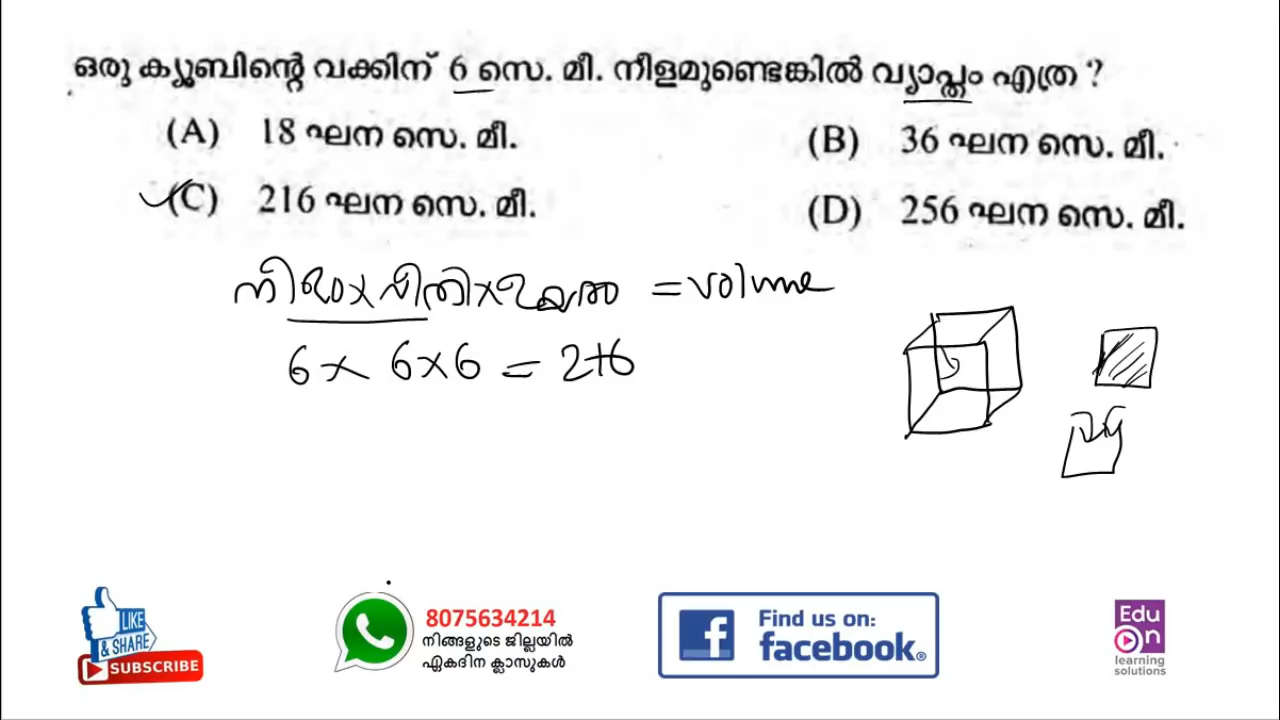 ഒരു ക്യൂബിന്റെ വക്കിന് 6 സെ. മീ. നീളമുണ്ടെങ്കിൽ വ്യാപ്തം എത്ര ?
(A) 18 ഘന സെ. മീ. (B) 36 ഘന സെ. മീ.
(C) 216 ഘന സെ. മീ. (D) 256 ഘന സെ. മീ.
നീളം x വീതി x = volume
6 x 6 x 6 = 216
LIKE & SHARE
SUBSCRIBE
8075634214
നിങ്ങളുടെ ജില്ലയിൽ
ഏകദിന ക്ലാസുകൾ
Find us on:
facebook®
Edu
On
learning
solutions